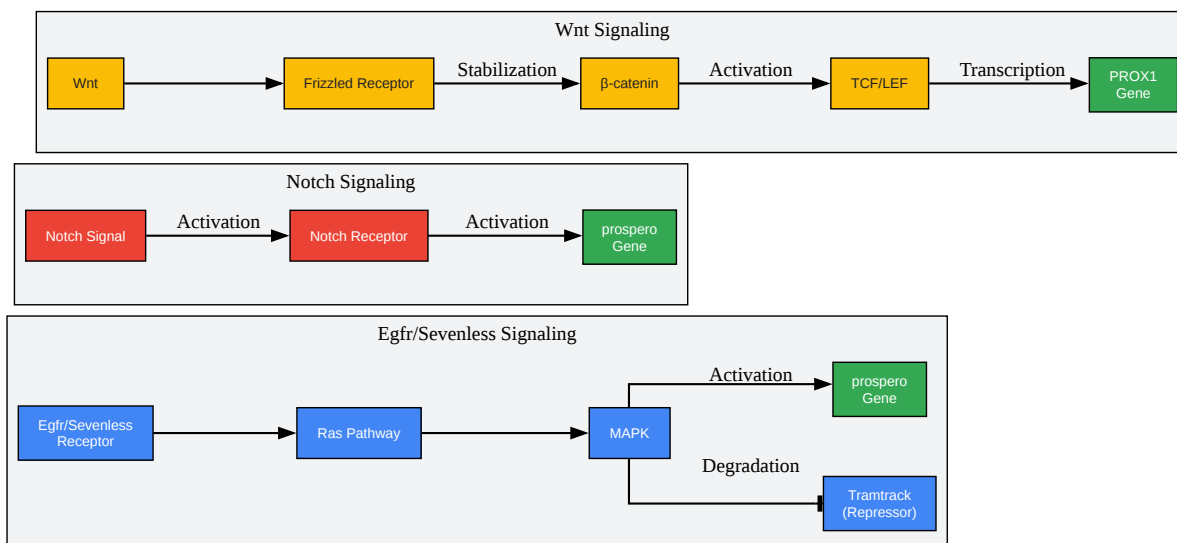 Wnt Signaling
Wnt
Frizzled Receptor
Stabilization
β-catenin
Activation
TCF/LEF
Transcription
PROX1
Gene
Notch Signaling
Notch Signal
Activation
Notch Receptor
Activation
prospero
Gene
Egfr/Sevenless Signaling
Egfr/Sevenless
Receptor
Ras Pathway
MAPK
Activation
prospero
Gene
Degradation
Tramtrack
(Repressor)